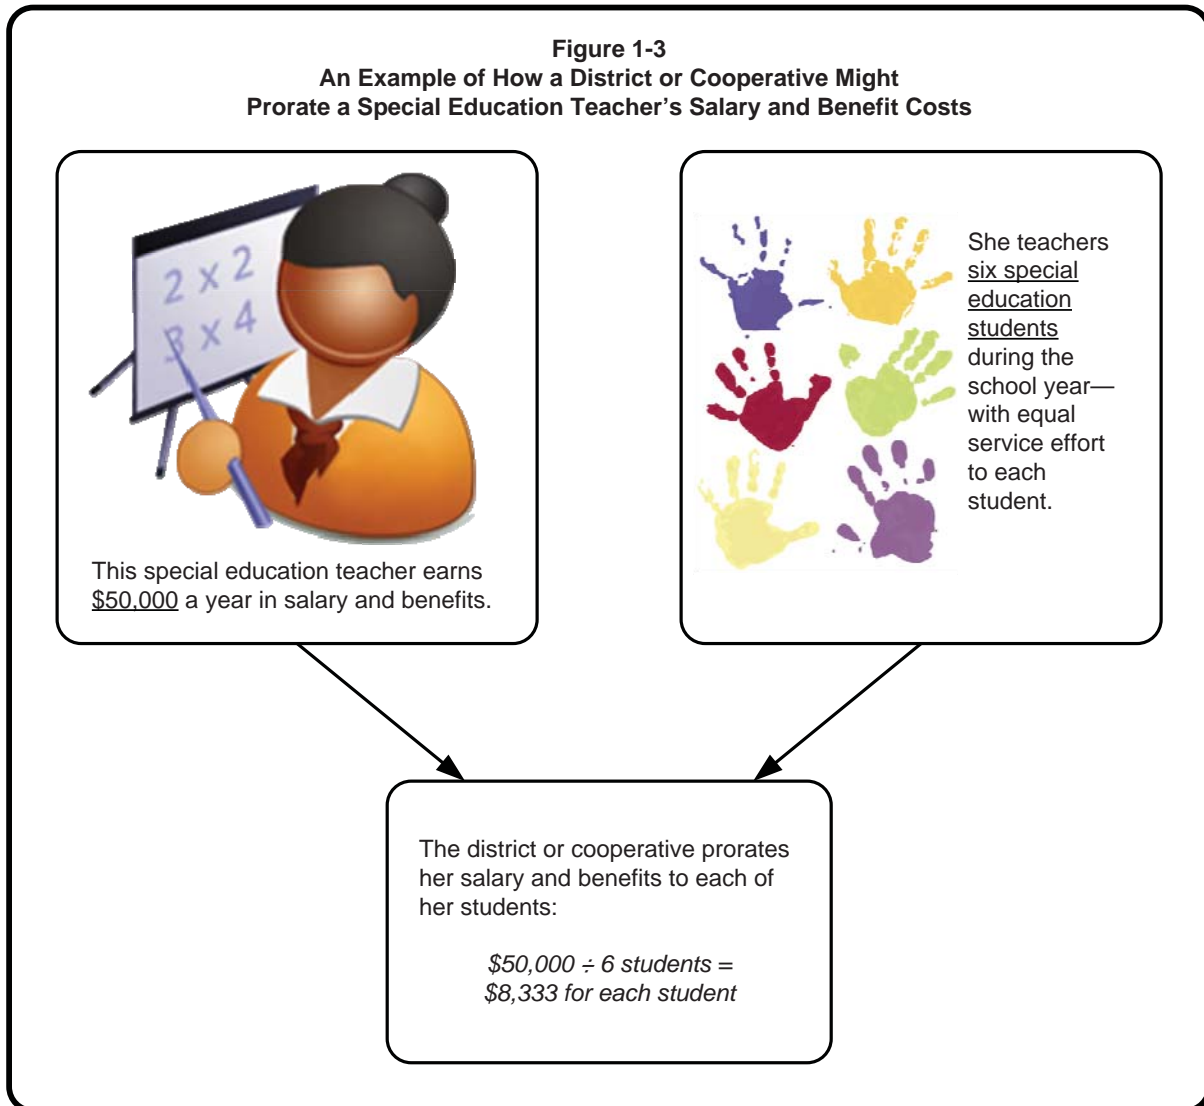 Figure 1-3
An Example of How a District or Cooperative Might
Prorate a Special Education Teacher's Salary and Benefit Costs
2 x 2
3 x 4
This special education teacher earns
$50,000 a year in salary and benefits.
She teachers
six special
education
students
during the
school year—
with equal
service effort
to each
student.
The district or cooperative prorates
her salary and benefits to each of
her students:
$50,000 ÷ 6 students =
$8,333 for each student